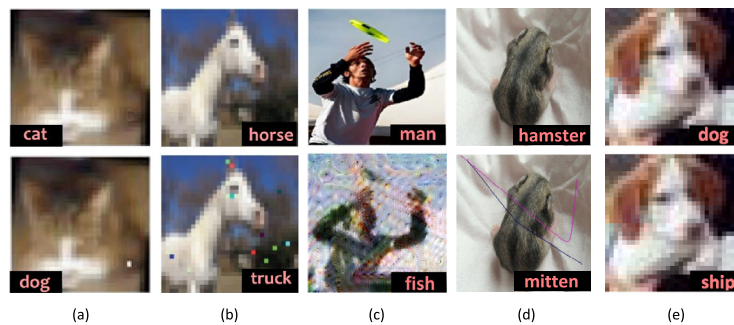 cat
horse
man
hamster
dog
dog
truck
fish
mitten
ship
(a)
(b)
(c)
(d)
(e)